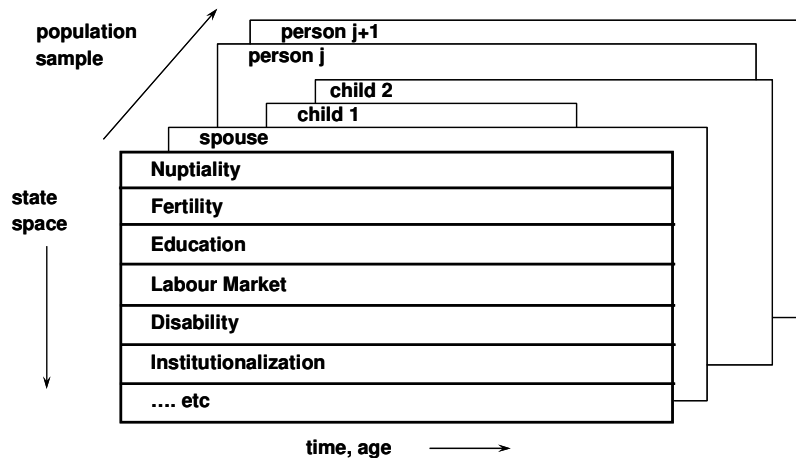 population
sample
person j+1
person j
child 2
child 1
spouse
state
space
Nuptiality
Fertility
Education
Labour Market
Disability
Institutionalization
…. etc
time, age